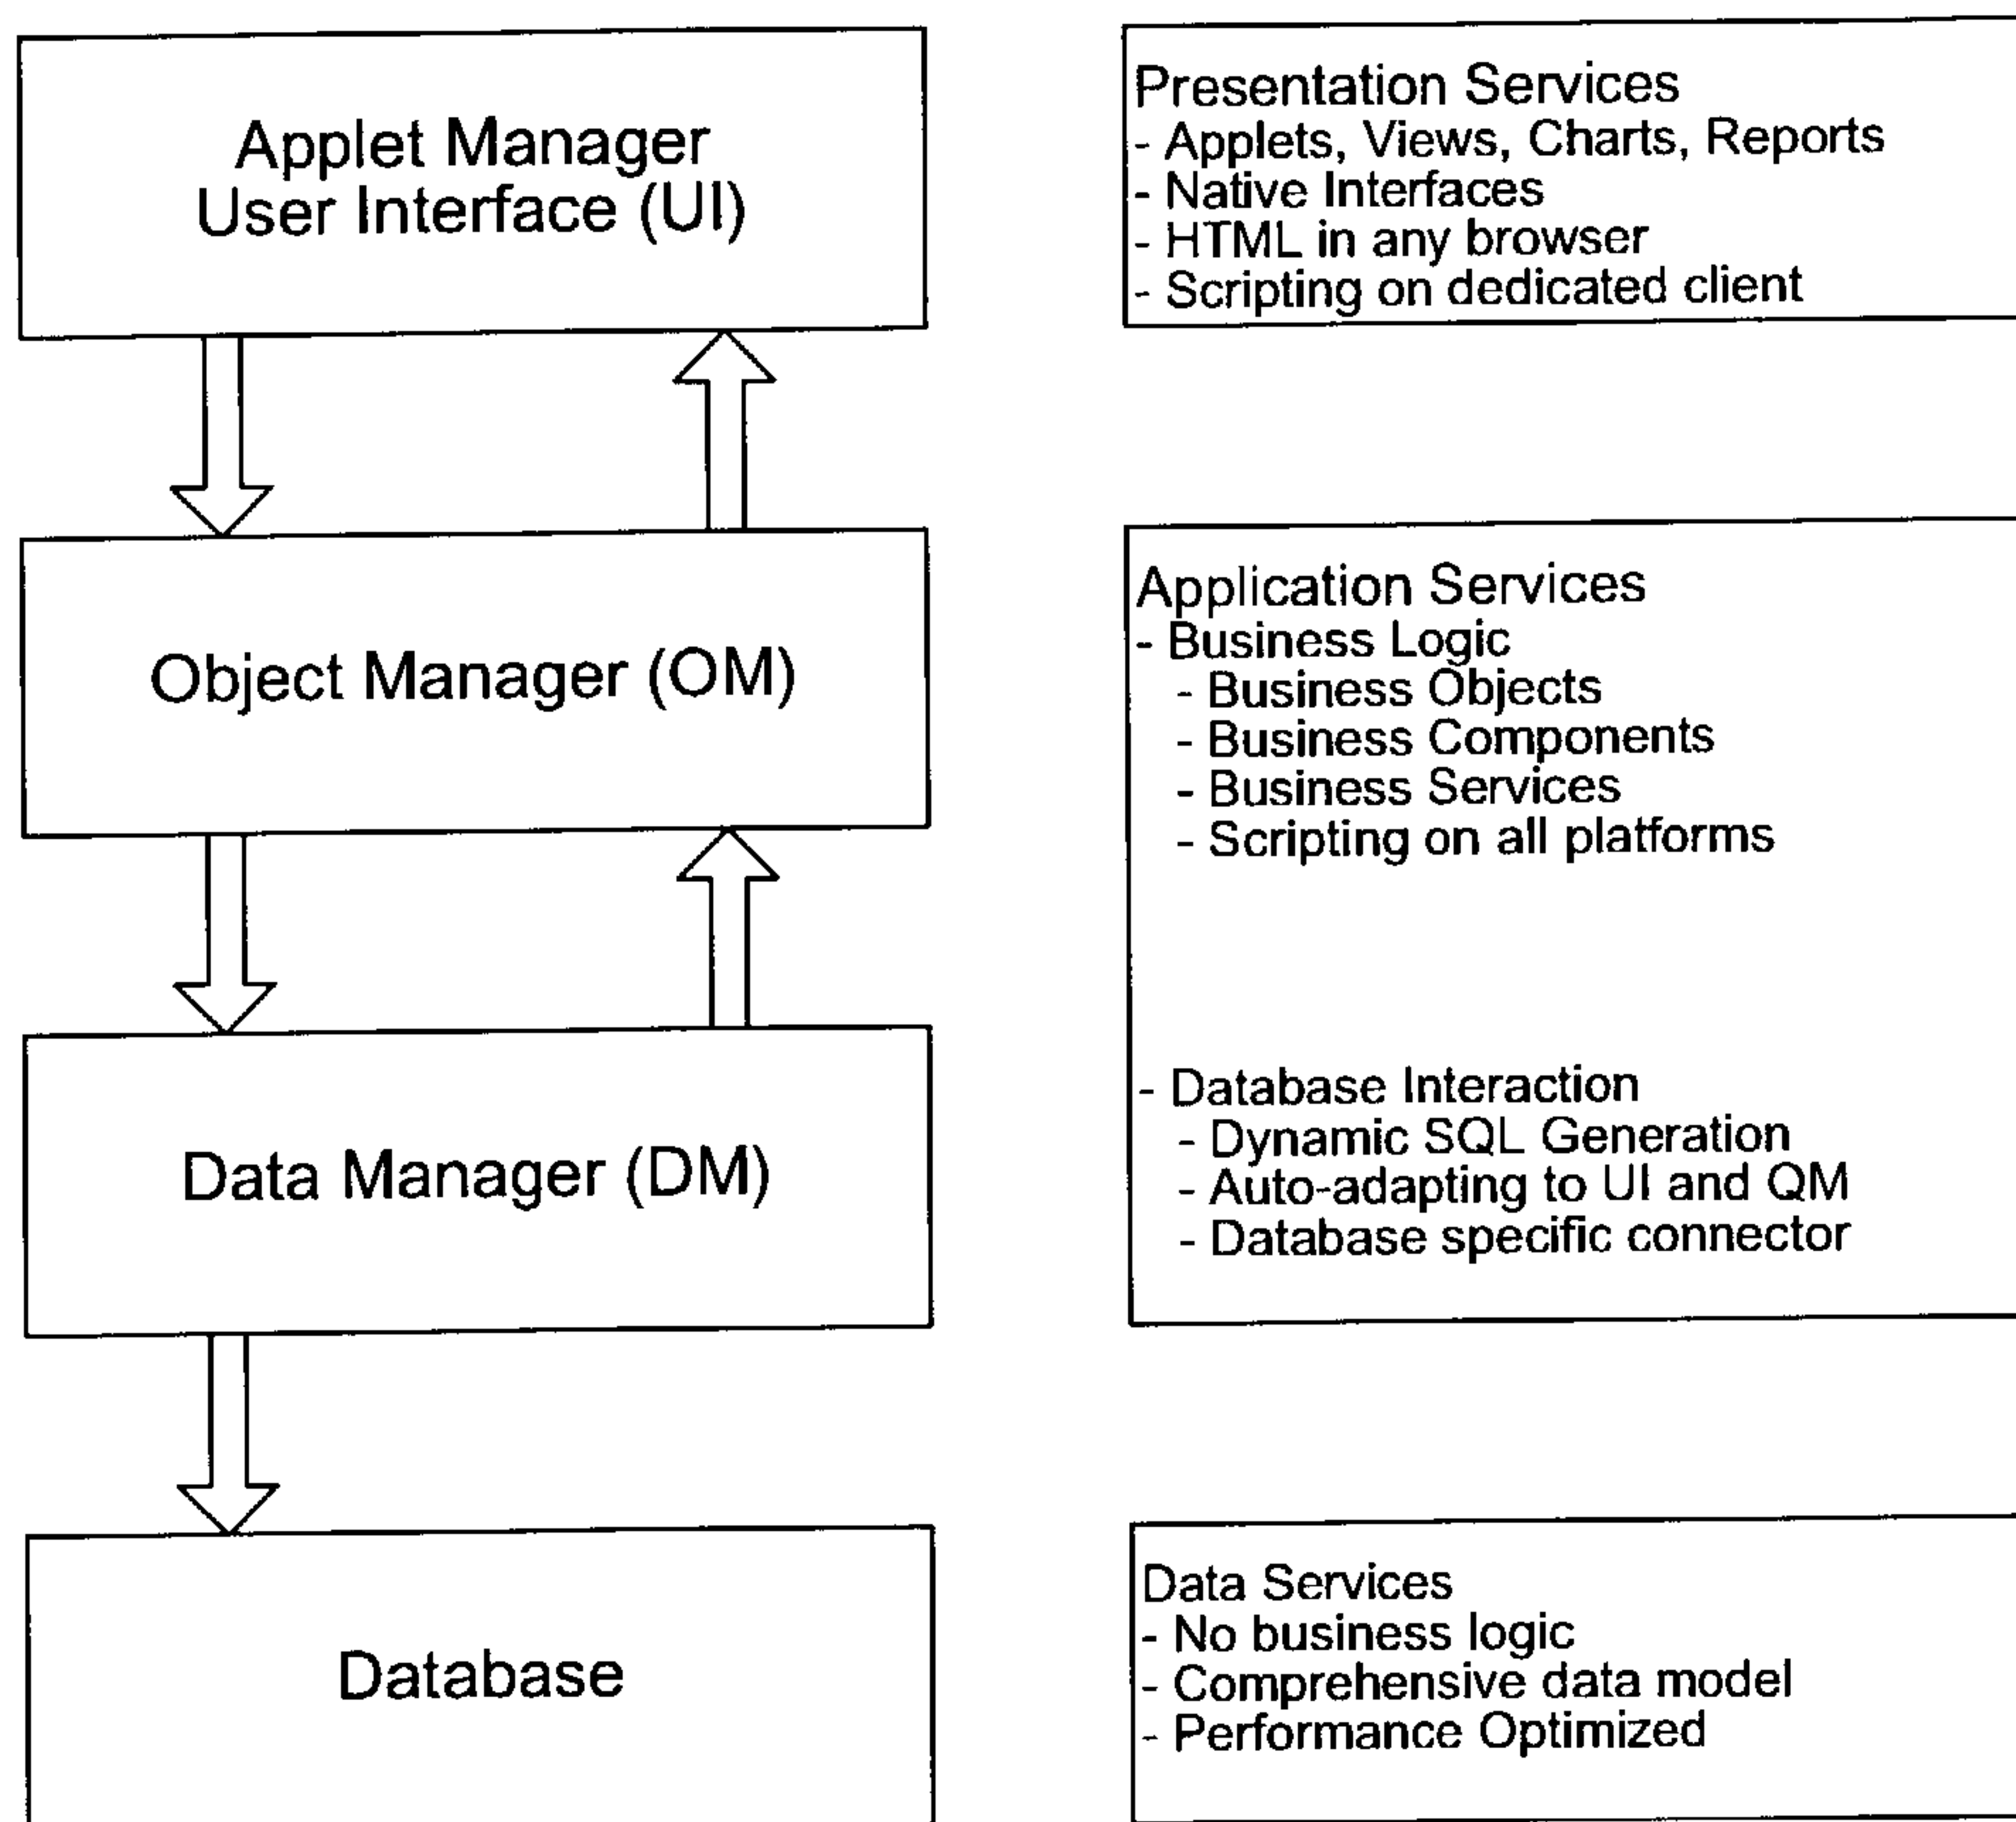 Applet Manager
User Interface (UI)
Presentation Services
- Applets, Views, Charts, Reports
- Native Interfaces
- HTML in any browser
- Scripting on dedicated client
Object Manager (OM)
Application Services
- Business Logic
- Business Objects
- Business Components
- Business Services
- Scripting on all platforms
Data Manager (DM)
- Database Interaction
- Dynamic SQL Generation
- Auto-adapting to UI and QM
- Database specific connector
Database
Data Services
- No business logic
- Comprehensive data model
- Performance Optimized